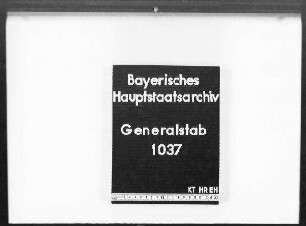 Bayerisches
Hauptstaatsarchiv
Generalstab
1037
KT HR EH